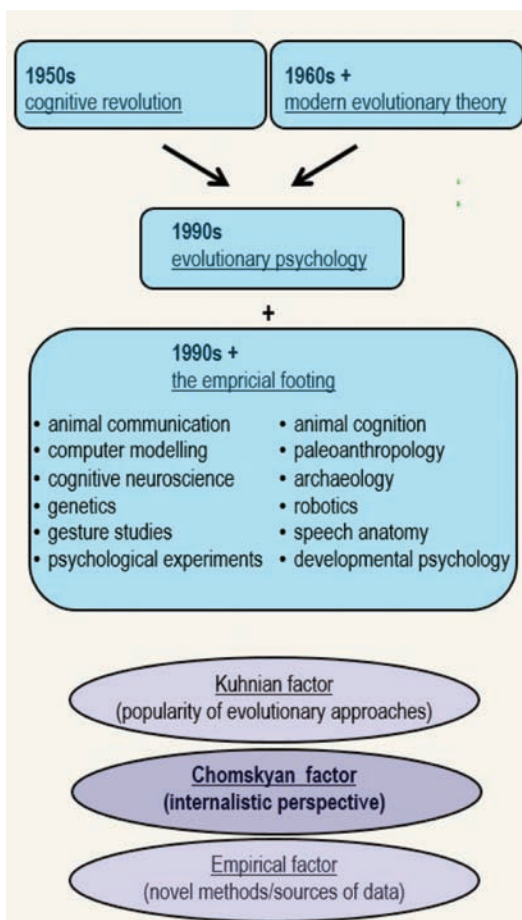 1950s
cognitive revolution
1960s +
modern evolutionary theory
1990s
evolutionary psychology
+
1990s +
the empricial footing
• animal communication
• computer modelling
• cognitive neuroscience
• genetics
• gesture studies
• psychological experiments
• animal cognition
• paleoanthropology
• archaeology
• robotics
• speech anatomy
• developmental psychology
Kuhnian factor
(popularity of evolutionary approaches)
Chomskyan factor
(internalistic perspective)
Empirical factor
(novel methods/sources of data)